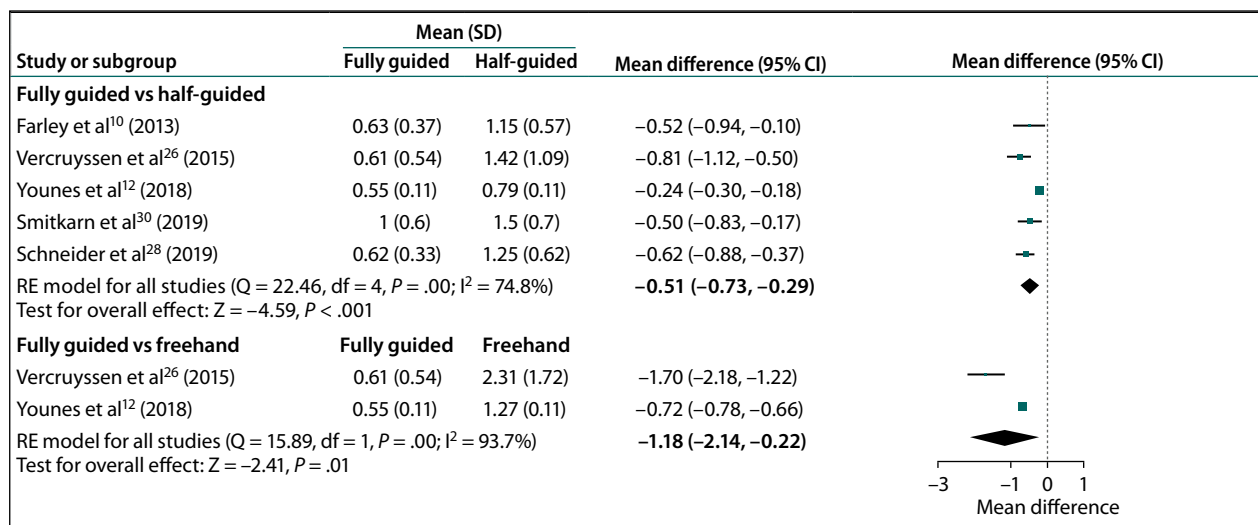 Mean (SD)
Study or subgroup Fully guided Half-guided Mean difference (95% CI) Mean difference (95% CI)
Fully guided vs half-guided
Farley et al10 (2013) 0.63 (0.37) 1.15 (0.57) –0.52 (–0.94, –0.10)
Vercruyssen et al26 (2015) 0.61 (0.54) 1.42 (1.09) –0.81 (–1.12, –0.50)
Younes et al12 (2018) 0.55 (0.11) 0.79 (0.11) –0.24 (–0.30, –0.18)
Smitkarn et al30 (2019) 1 (0.6) 1.5 (0.7) –0.50 (–0.83, –0.17)
Schneider et al28 (2019) 0.62 (0.33) 1.25 (0.62) –0.62 (–0.88, –0.37)
RE model for all studies (Q = 22.46, df = 4, P = .00; I2 = 74.8%) –0.51 (–0.73, –0.29)
Test for overall effect: Z = –4.59, P < .001
Fully guided vs freehand Fully guided Freehand
Vercruyssen et al26 (2015) 0.61 (0.54) 2.31 (1.72) –1.70 (–2.18, –1.22)
Younes et al12 (2018) 0.55 (0.11) 1.27 (0.11) –0.72 (–0.78, –0.66)
RE model for all studies (Q = 15.89, df = 1, P = .00; I2 = 93.7%) –1.18 (–2.14, –0.22)
Test for overall effect: Z = –2.41, P = .01
–3 –1 0 1
Mean difference